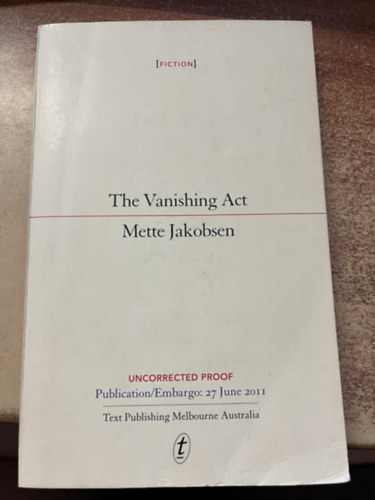 [FICTION]
The Vanishing Act
Mette Jakobsen
UNCORRECTED PROOF
Publication/Embargo: 27 June 2011
Text Publishing Melbourne Australia
t